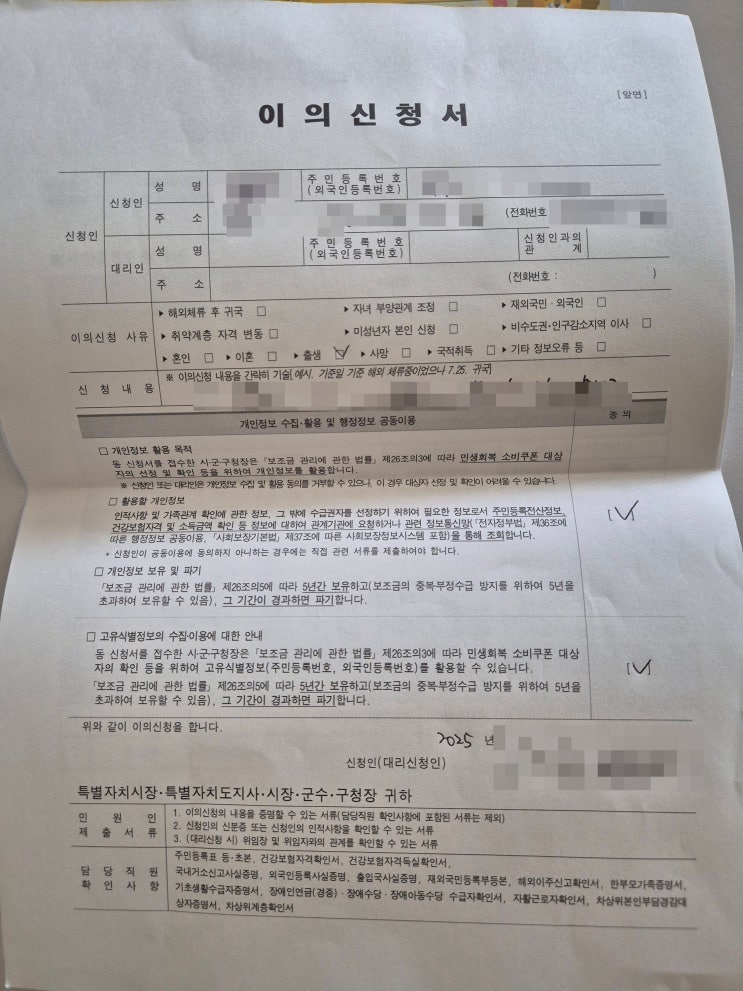 [앞면]
이 의 신 청 서
신청인
신청인
성 명
주 민 등 록 번 호
(외국인등록번호)
주 소
(전화번호
대리인
성 명
주 민 등 록 번 호
(외국인등록번호)
신청인과의
관 계
주 소
(전화번호 : )
이의신청 사유
▸ 해외체류 후 귀국 □ ▸ 자녀 부양관계 조정 □ ▸ 재외국민·외국인 □
▸ 취약계층 자격 변동 □ ▸ 미성년자 본인 신청 □ ▸ 비수도권·인구감소지역 이사 □
▸ 혼인 □ ▸ 이혼 □ ▸ 출생 ☑ ▸ 사망 □ ▸ 국적취득 □ ▸ 기타 정보오류 등 □
신 청 내 용
※ 이의신청 내용을 간략히 기술(예시. 기준일 기준 해외 체류중이었으나 7.25. 귀국)
개인정보 수집·활용 및 행정정보 공동이용
동 의
□ 개인정보 활용 목적
동 신청서를 접수한 시·군·구청장은 「보조금 관리에 관한 법률」 제26조의3에 따라 민생회복 소비쿠폰 대상
자의 선정 및 확인 등을 위하여 개인정보를 활용합니다.
※ 신청인 또는 대리인은 개인정보 수집 및 활용 동의를 거부할 수 있으나, 이 경우 대상자 선정 및 확인이 어려울 수 있습니다.
□ 활용할 개인정보
인적사항 및 가족관계 확인에 관한 정보, 그 밖에 수급권자를 선정하기 위하여 필요한 정보로서 주민등록전산정보,
건강보험자격 및 소득금액 확인 등 정보에 대하여 관계기관에 요청하거나 관련 정보통신망(「전자정부법」 제36조에
따른 행정정보 공동이용, 「사회보장기본법」 제37조에 따른 사회보장정보시스템 포함)을 통해 조회합니다.
* 신청인이 공동이용에 동의하지 아니하는 경우에는 직접 관련 서류를 제출하여야 합니다.
[✓]
□ 개인정보 보유 및 파기
「보조금 관리에 관한 법률」 제26조의5에 따라 5년간 보유하고(보조금의 중복·부정수급 방지를 위하여 5년을
초과하여 보유할 수 있음), 그 기간이 경과하면 파기합니다.
□ 고유식별정보의 수집·이용에 대한 안내
동 신청서를 접수한 시·군·구청장은 「보조금 관리에 관한 법률」 제26조의3에 따라 민생회복 소비쿠폰 대상
자의 확인 등을 위하여 고유식별정보(주민등록번호, 외국인등록번호)를 활용할 수 있습니다.
[✓]
「보조금 관리에 관한 법률」 제26조의5에 따라 5년간 보유하고(보조금의 중복·부정수급 방지를 위하여 5년을
초과하여 보유할 수 있음), 그 기간이 경과하면 파기합니다.
위와 같이 이의신청을 합니다.
2025 년
신청인(대리신청인)
특별자치시장·특별자치도지사·시장·군수·구청장 귀하
민 원 인
제 출 서 류
1. 이의신청의 내용을 증명할 수 있는 서류(담당직원 확인사항에 포함된 서류는 제외)
2. 신청인의 신분증 또는 신청인의 인적사항을 확인할 수 있는 서류
3. (대리신청 시) 위임장 및 위임자와의 관계를 확인할 수 있는 서류
담 당 직 원
확 인 사 항
주민등록표 등·초본, 건강보험자격확인서, 건강보험자격득실확인서,
국내거소신고사실증명, 외국인등록사실증명, 출입국사실증명, 재외국민등록부등본, 해외이주신고확인서, 한부모가족증명서,
기초생활수급자증명서, 장애인연금(경증)·장애수당·장애아동수당 수급자확인서, 자활근로자확인서, 차상위본인부담경감대
상자증명서, 차상위계층확인서